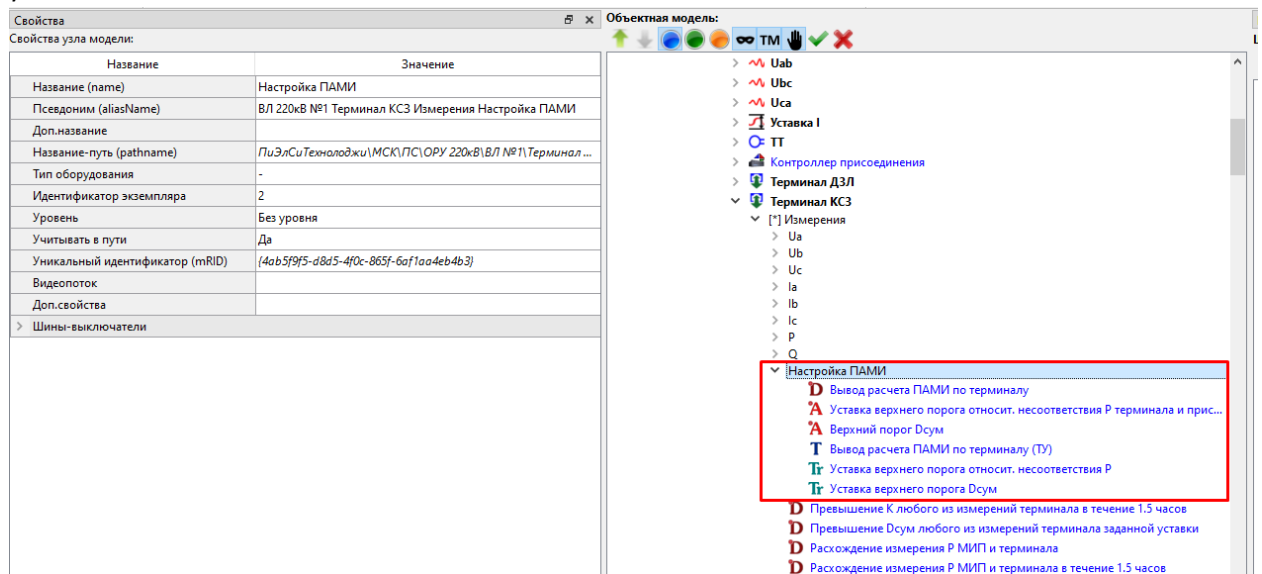 Свойства
Свойства узла модели:
Название Значение
Название (name) Настройка ПАМИ
Псевдоним (aliasName) ВЛ 220кВ №1 Терминал КСЗ Измерения Настройка ПАМИ
Доп.название
Название-путь (pathname) ПиЭлСиТехнолоджи\МСК\ПС\ОРУ 220кВ\ВЛ №1\Терминал ...
Тип оборудования -
Идентификатор экземпляра 2
Уровень Без уровня
Учитывать в пути Да
Уникальный идентификатор (mRID) {4ab5f9f5-d8d5-4f0c-865f-6af1aa4eb4b3}
Видеопоток
Доп.свойства
Шины-выключатели
Объектная модель:
ТМ
Uab
Ubc
Uca
Уставка I
ТТ
Контроллер присоединения
Терминал ДЗЛ
Терминал КСЗ
[*] Измерения
Ua
Ub
Uc
Ia
Ib
Ic
P
Q
Настройка ПАМИ
D Вывод расчета ПАМИ по терминалу
A Уставка верхнего порога относит. несоответствия P терминала и прис...
A Верхний порог Dсум
T Вывод расчета ПАМИ по терминалу (ТУ)
Tr Уставка верхнего порога относит. несоответствия P
Tr Уставка верхнего порога Dсум
D Превышение K любого из измерений терминала в течение 1.5 часов
D Превышение Dсум любого из измерений терминала заданной уставки
D Расхождение измерения P МИП и терминала
D Расхождение измерения P МИП и терминала в течение 1.5 часов